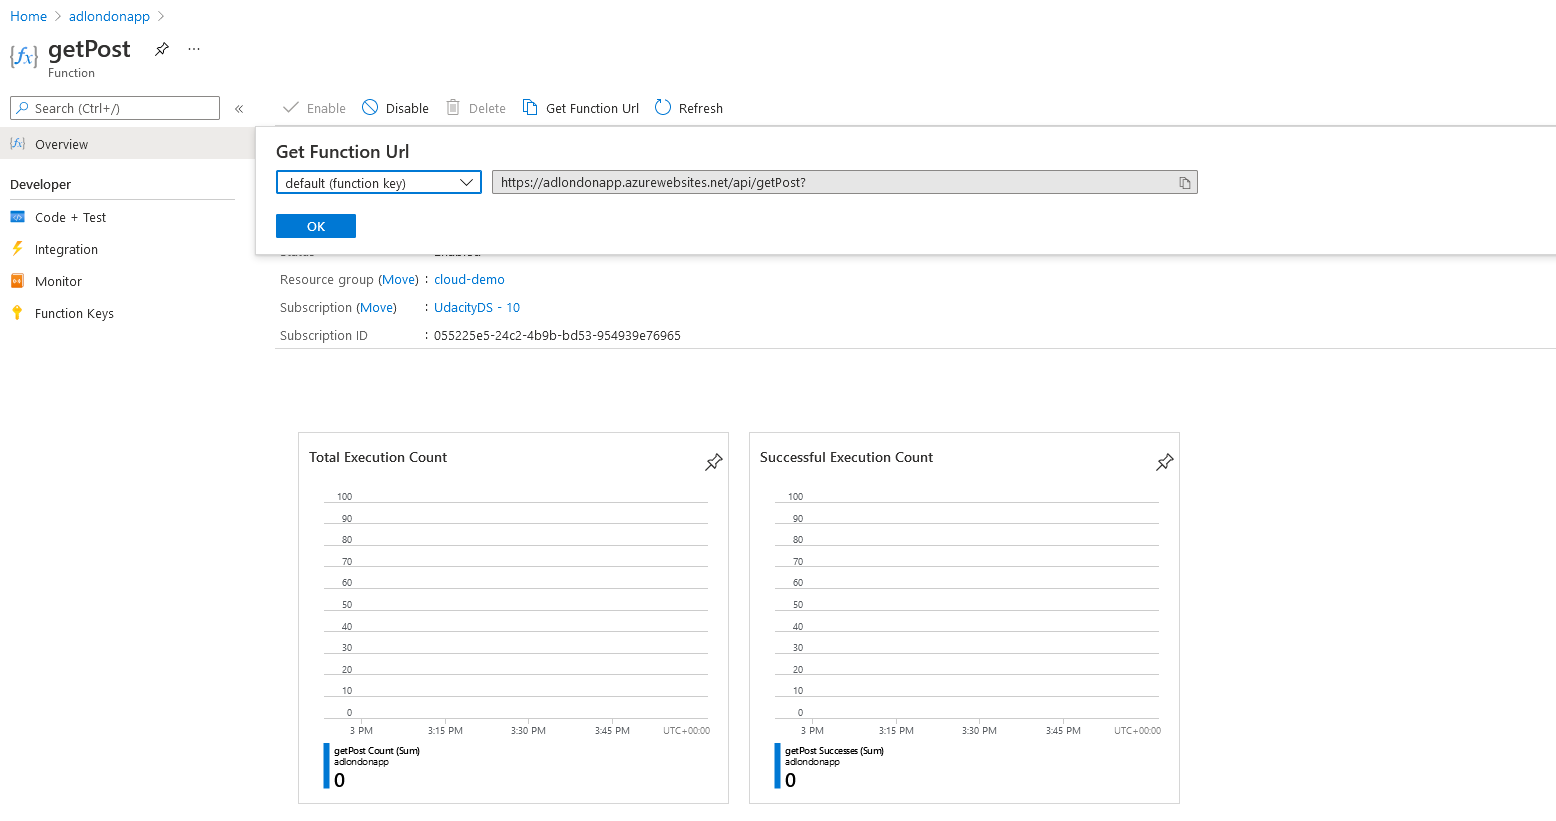 Home > adlondonapp >
{fx} getPost ...
Function
Search (Ctrl+/) «
Enable Disable Delete Get Function Url Refresh
Overview
Developer
Code + Test
Integration
Monitor
Function Keys
Get Function Url
default (function key) https://adlondonapp.azurewebsites.net/api/getPost?
OK
Status Enabled
Resource group (Move) : cloud-demo
Subscription (Move) : UdacityDS - 10
Subscription ID : 055225e5-24c2-4b9b-bd53-954939e76965
Total Execution Count
100
90
80
70
60
50
40
30
20
10
0
3 PM 3:15 PM 3:30 PM 3:45 PM UTC+00:00
getPost Count (Sum)
adlondonapp
0
Successful Execution Count
100
90
80
70
60
50
40
30
20
10
0
3 PM 3:15 PM 3:30 PM 3:45 PM UTC+00:00
getPost Successes (Sum)
adlondonapp
0